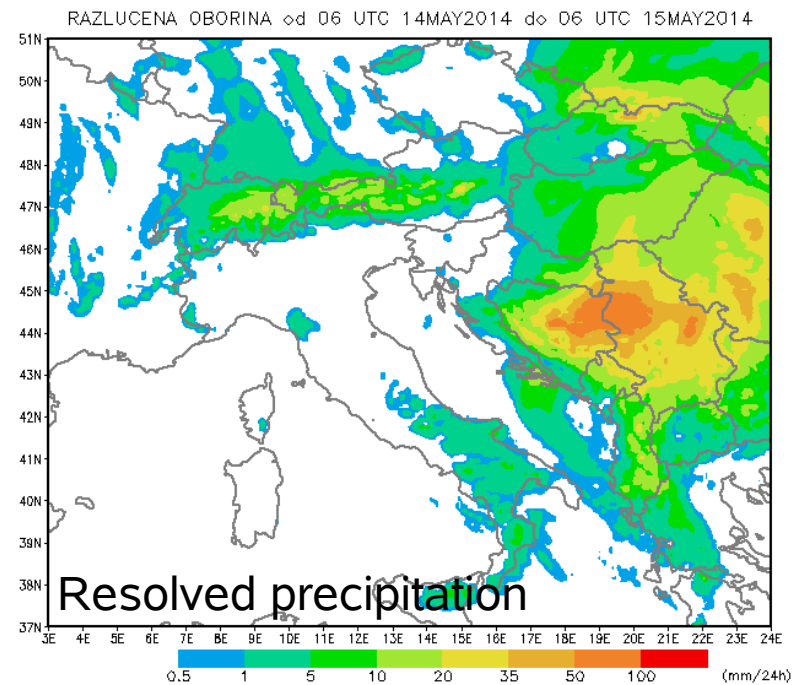 RAZLUCENA OBORINA od 06 UTC 14MAY2014 do 06 UTC 15MAY2014
51N
50N
49N
48N
47N
46N
45N
44N
43N
42N
41N
40N
39N
38N
37N
Resolved precipitation
3E 4E 5E 6E 7E 8E 9E 10E 11E 12E 13E 14E 15E 16E 17E 18E 19E 20E 21E 22E 23E 24E
0.5 1 5 10 20 35 50 100 (mm/24h)